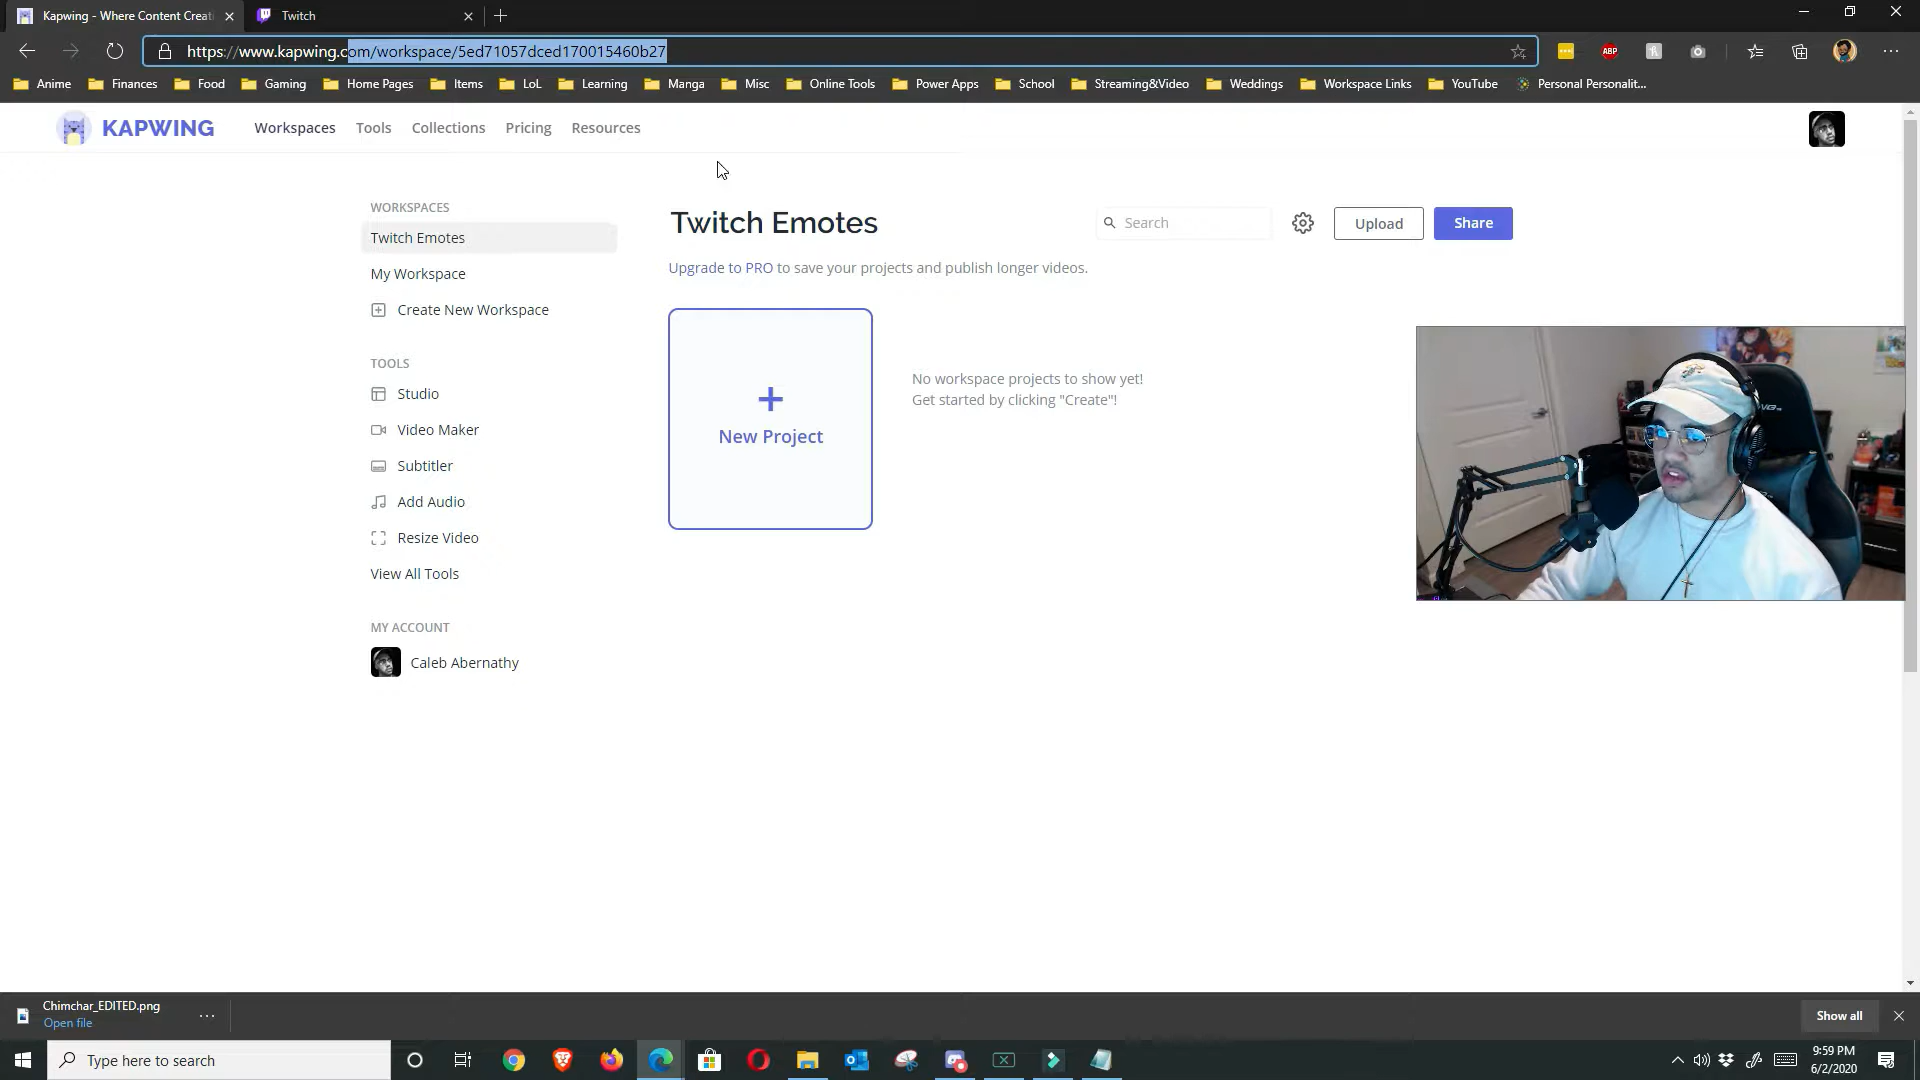 Kapwing - Where Content Creati
Twitch
https://www.kapwing.com/workspace/5ed71057dced170015460b27
ABP
Anime
Finances
Food
Gaming
Home Pages
Items
LoL
Learning
Manga
Misc
Online Tools
Power Apps
School
Streaming&Video
Weddings
Workspace Links
YouTube
Personal Personalit...
KAPWING
Workspaces
Tools
Collections
Pricing
Resources
WORKSPACES
Twitch Emotes
My Workspace
Create New Workspace
TOOLS
Studio
Video Maker
Subtitler
Add Audio
Resize Video
View All Tools
MY ACCOUNT
Caleb Abernathy
Twitch Emotes
Search
Upload
Share
Upgrade to PRO to save your projects and publish longer videos.
New Project
No workspace projects to show yet!
Get started by clicking "Create"!
Chimchar_EDITED.png
Open file
Show all
Type here to search
9:59 PM
6/2/2020